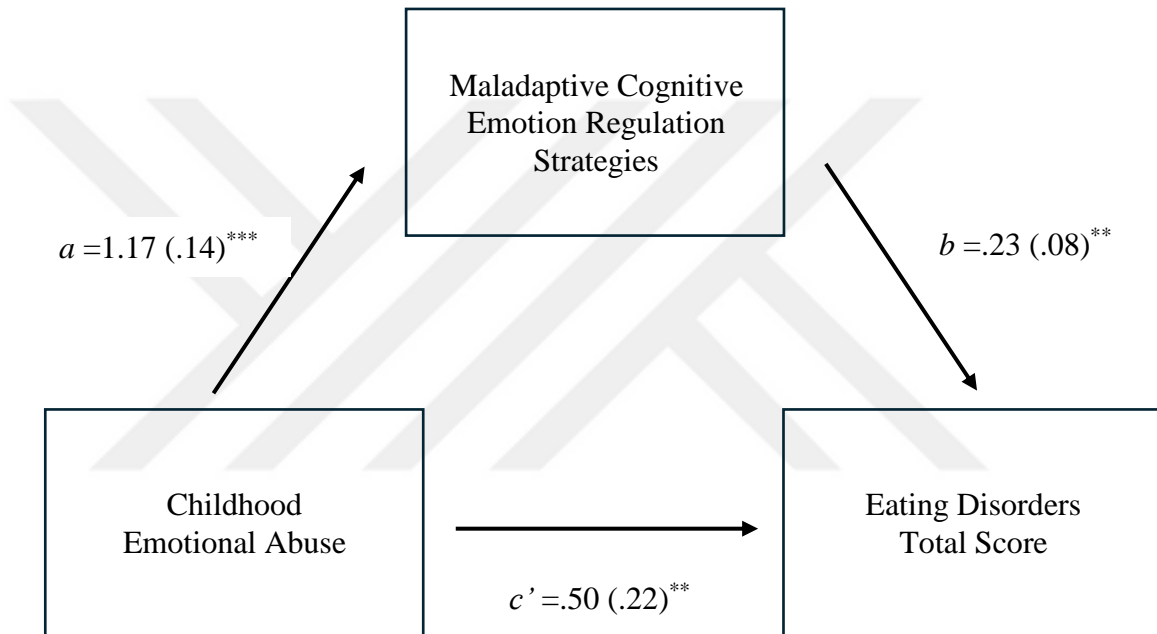 Maladaptive Cognitive
Emotion Regulation
Strategies
a =1.17 (.14)***
b =.23 (.08)**
Childhood
Emotional Abuse
Eating Disorders
Total Score
c’ =.50 (.22)**